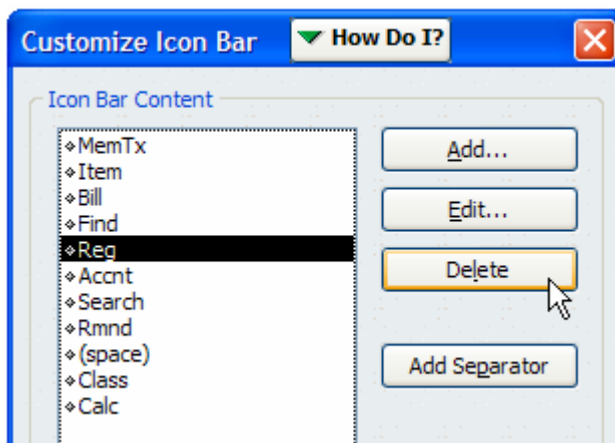 Customize Icon Bar
How Do I?
Icon Bar Content
MemTx
Item
Bill
Find
Reg
Accnt
Search
Rmnd
(space)
Class
Calc
Add...
Edit...
Delete
Add Separator